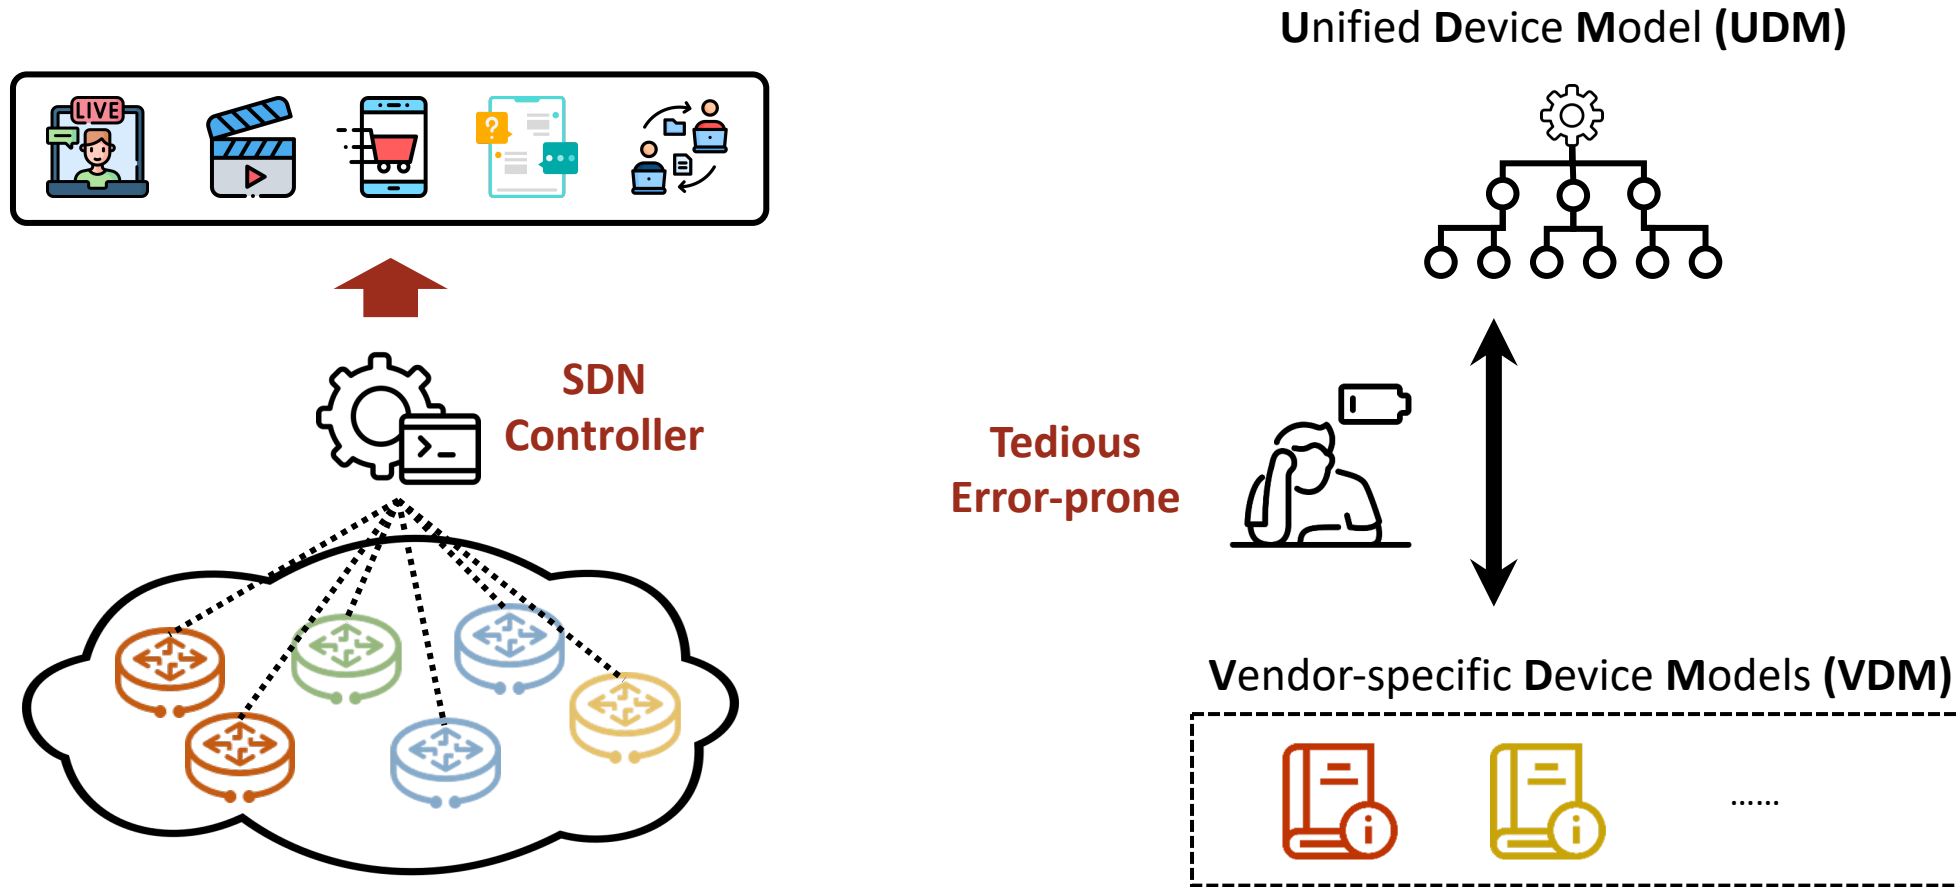 Unified Device Model (UDM)
LIVE
?
SDN
Controller
>_
Tedious
Error-prone
Vendor-specific Device Models (VDM)
i
i
......